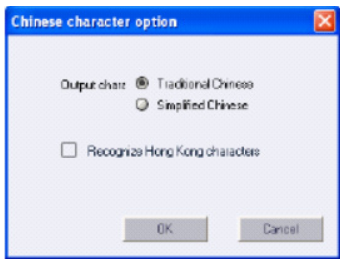 Chinese character option
Output chars Traditional Chinese
Simplified Chinese
Recognize Hong Kong characters
OK Cancel